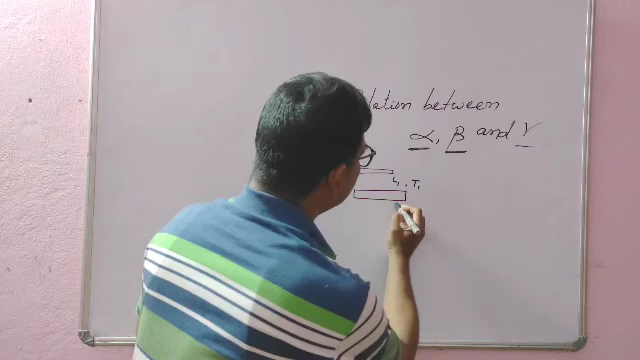 lation between
α, β and γ
L₁, T₁